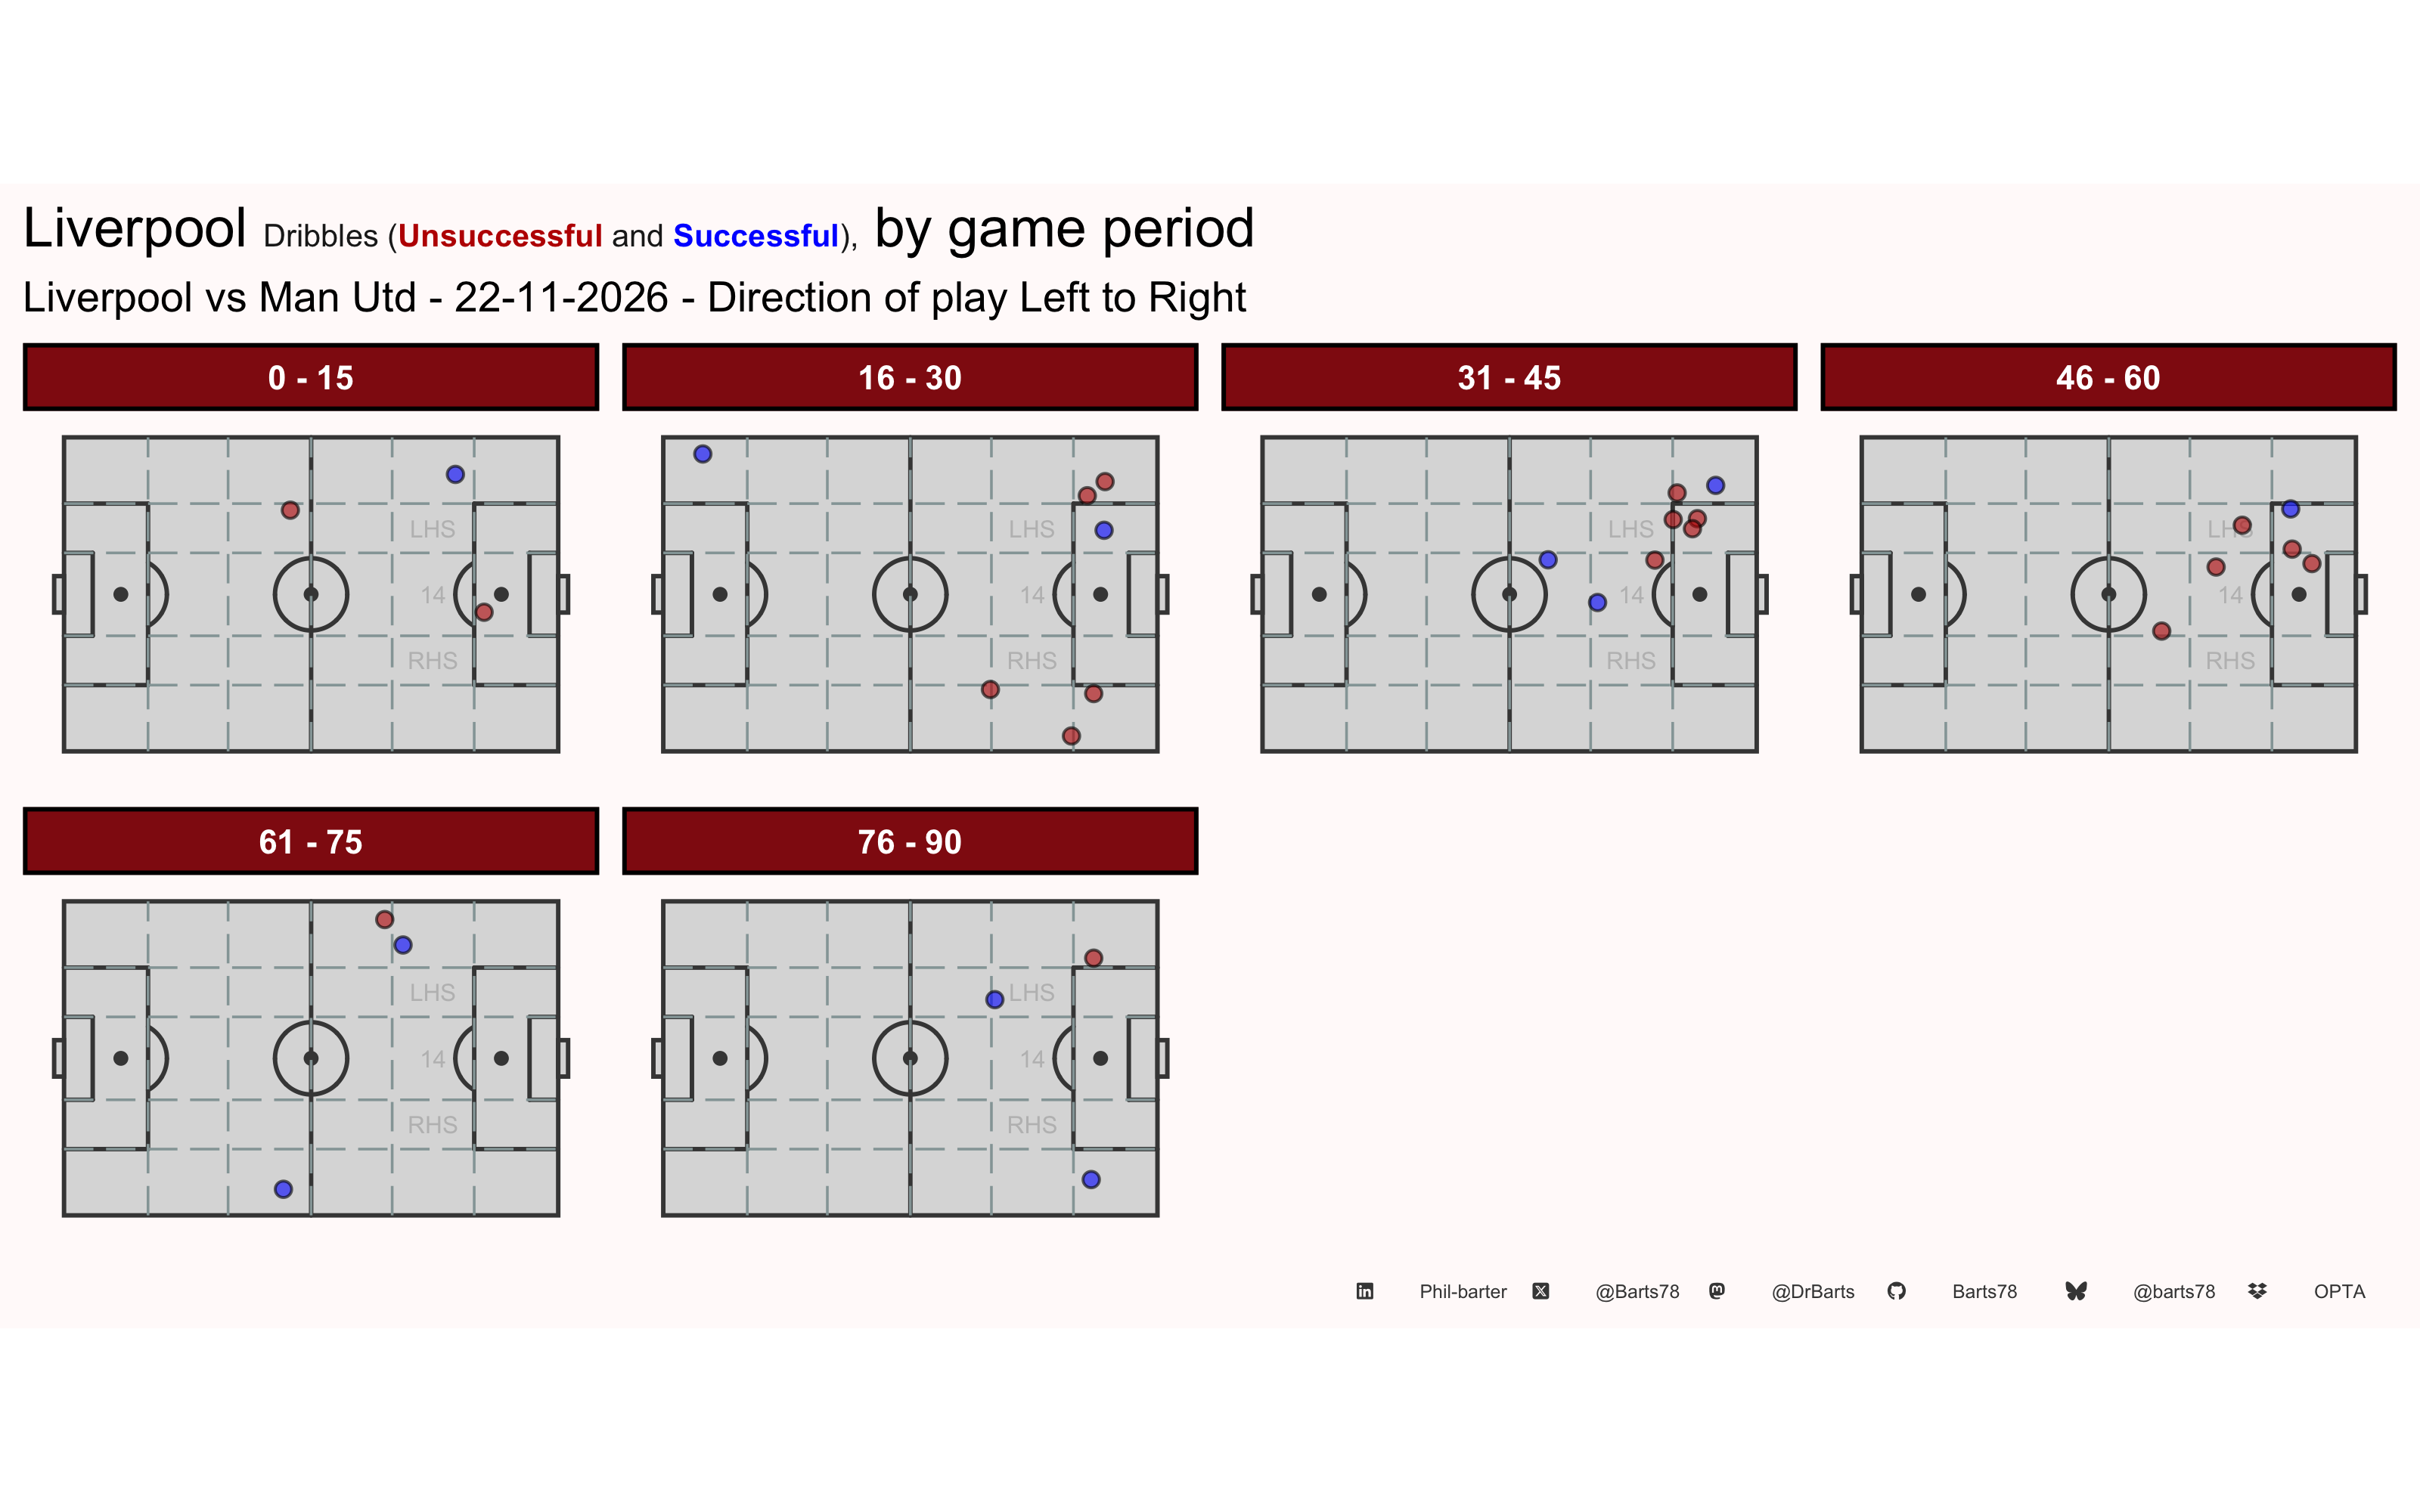 Liverpool Dribbles (Unsuccessful and Successful), by game period
Liverpool vs Man Utd - 22-11-2026 - Direction of play Left to Right
0 - 15
16 - 30
31 - 45
46 - 60
LHS
14
RHS
LHS
14
RHS
LHS
14
RHS
LHS
14
RHS
61 - 75
76 - 90
LHS
14
RHS
LHS
14
RHS
Phil-barter @Barts78 @DrBarts Barts78 @barts78 OPTA